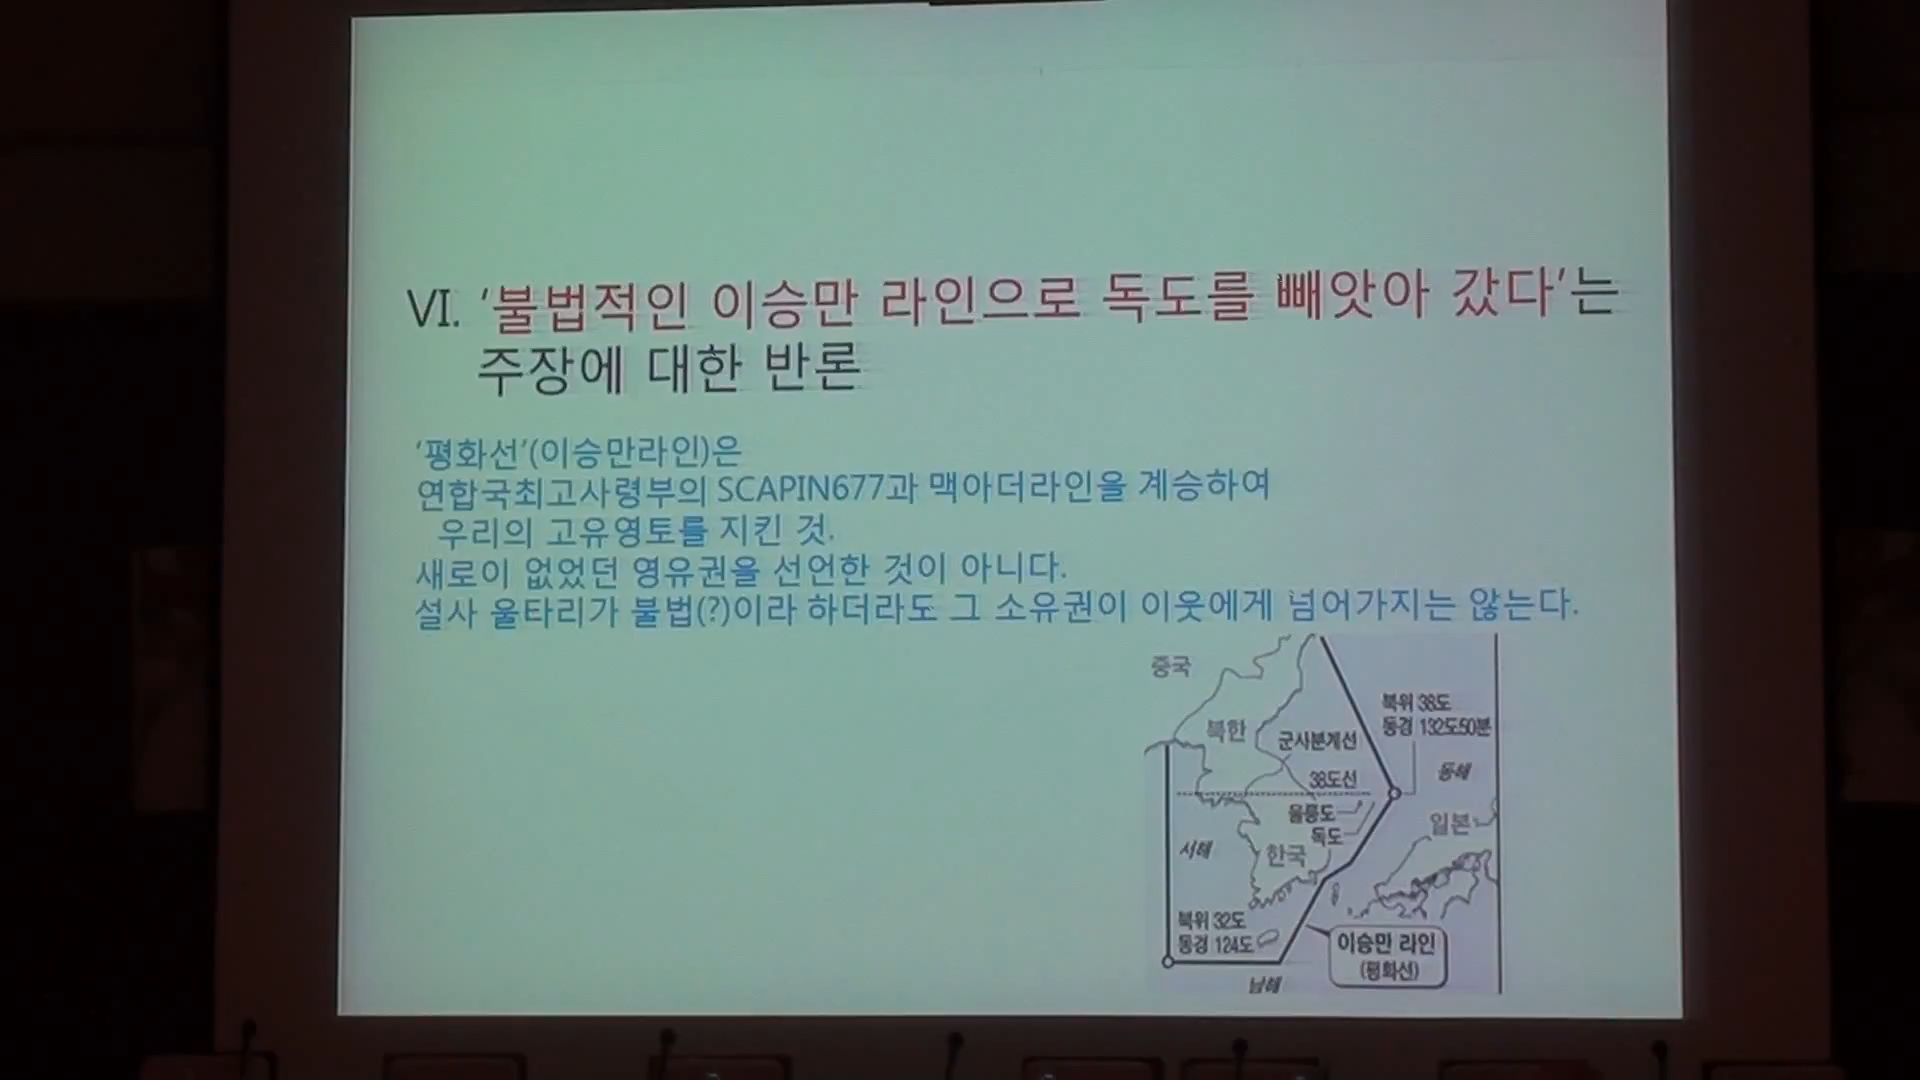 VI. '불법적인 이승만 라인으로 독도를 빼앗아 갔다'는
주장에 대한 반론
'평화선'(이승만라인)은
연합국최고사령부의 SCAPIN677과 맥아더라인을 계승하여
우리의 고유영토를 지킨 것.
새로이 없었던 영유권을 선언한 것이 아니다.
설사 울타리가 불법(?)이라 하더라도 그 소유권이 이웃에게 넘어가지는 않는다.
중국
북한
군사분계선
북위 38도
동경 132도50분
38도선
동해
울릉도
독도
일본
서해
한국
북위 32도
동경 124도
이승만 라인
(평화선)
남해